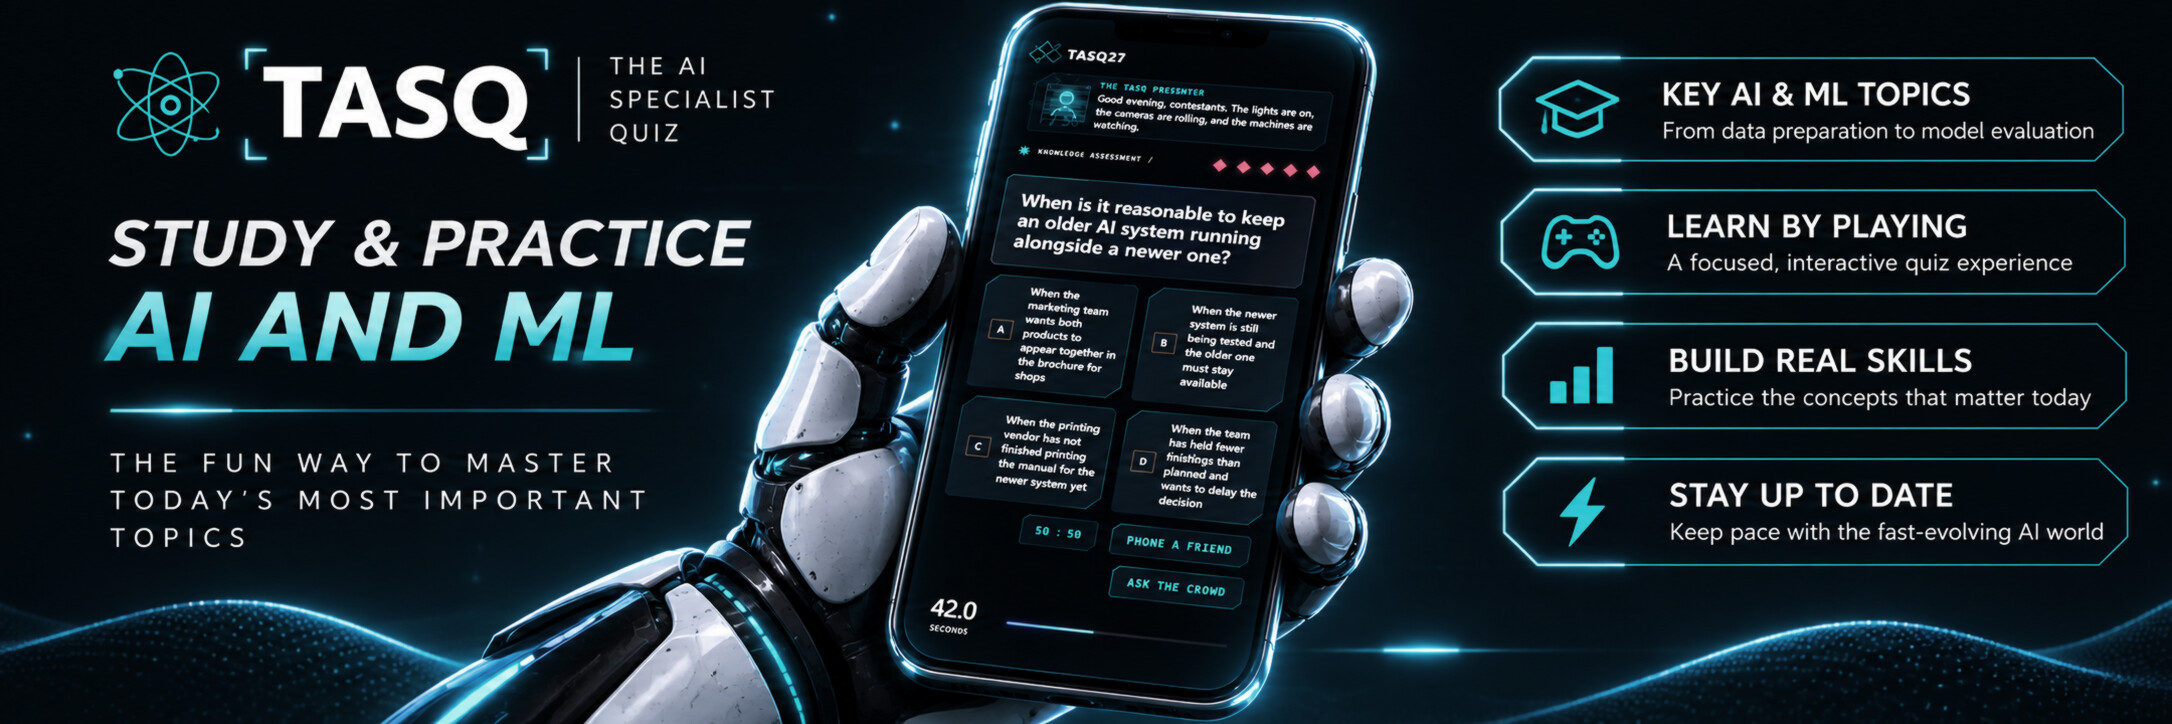 TASQ
THE AI
SPECIALIST
QUIZ
STUDY & PRACTICE
AI AND ML
THE FUN WAY TO MASTER
TODAY'S MOST IMPORTANT
TOPICS
TASQ27
THE TASQ PRESSNTER
Good evening, contestants. The lights are on,
the cameras are rolling, and the machines are
watching.
KNOWLEDGE ASSESSMENT /
When is it reasonable to keep
an older AI system running
alongside a newer one?
A
When the
marketing team
wants both
products to
appear together in
the brochure for
shops
B
When the newer
system is still
being tested and
the older one
must stay
available
C
When the printing
vendor has not
finished printing
the manual for the
newer system yet
D
When the team
has held fewer
finishings than
planned and
wants to delay the
decision
50 : 50
PHONE A FRIEND
ASK THE CROWD
42.0
SECONDS
KEY AI & ML TOPICS
From data preparation to model evaluation
LEARN BY PLAYING
A focused, interactive quiz experience
BUILD REAL SKILLS
Practice the concepts that matter today
STAY UP TO DATE
Keep pace with the fast-evolving AI world